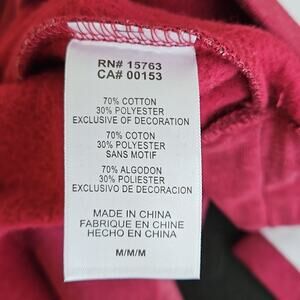 RN# 15763
CA# 00153
70% COTTON
30% POLYESTER
EXCLUSIVE OF DECORATION
70% COTON
30% POLYESTER
SANS MOTIF
70% ALGODON
30% POLIESTER
EXCLUSIVO DE DECORACION
MADE IN CHINA
FABRIQUE EN CHINE
HECHO EN CHINA
M/M/M